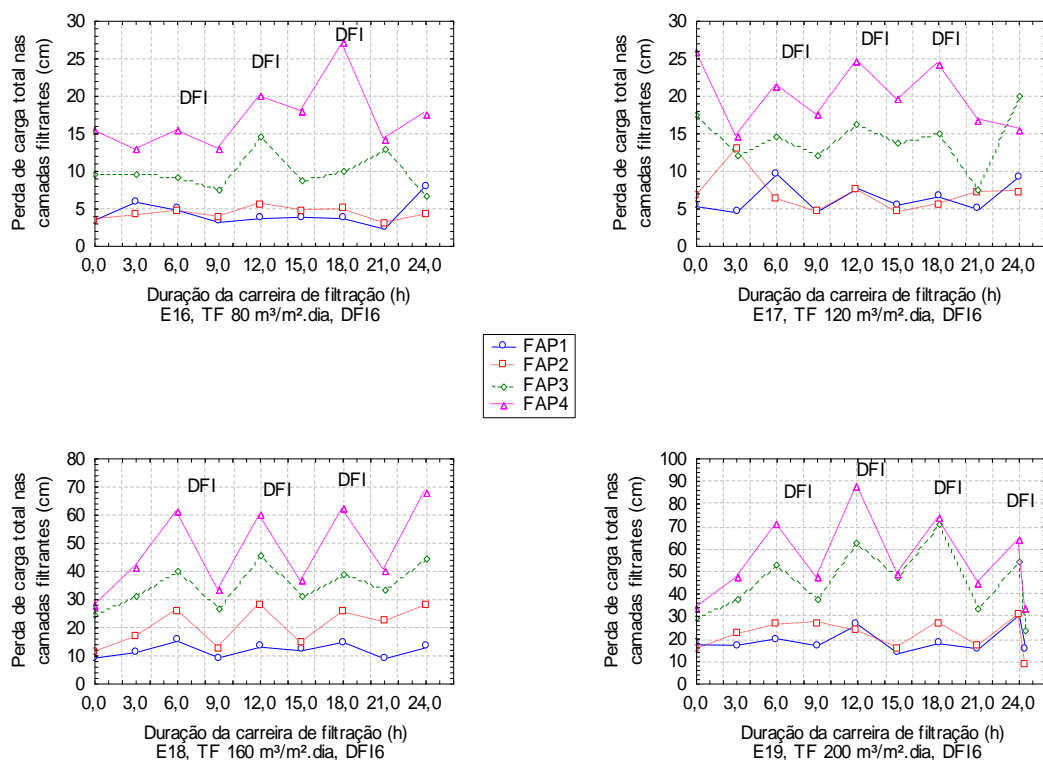 Perda de carga total nas
camadas filtrantes (cm)
30
25
20
15
10
5
0
DFI
DFI
DFI
0,0 3,0 6,0 9,0 12,0 15,0 18,0 21,0 24,0
Duração da carreira de filtração (h)
E16, TF 80 m³/m².dia, DFI6
Perda de carga total nas
camadas filtrantes (cm)
30
25
20
15
10
5
0
DFI
DFI
DFI
0,0 3,0 6,0 9,0 12,0 15,0 18,0 21,0 24,0
Duração da carreira de filtração (h)
E17, TF 120 m³/m².dia, DFI6
FAP1
FAP2
FAP3
FAP4
Perda de carga total nas
camadas filtrantes (cm)
80
70
60
50
40
30
20
10
0
DFI
DFI
DFI
0,0 3,0 6,0 9,0 12,0 15,0 18,0 21,0 24,0
Duração da carreira de filtração (h)
E18, TF 160 m³/m².dia, DFI6
Perda de carga total nas
camadas filtrantes (cm)
100
90
80
70
60
50
40
30
20
10
0
DFI
DFI
DFI
DFI
0,0 3,0 6,0 9,0 12,0 15,0 18,0 21,0 24,0
Duração da carreira de filtração (h)
E19, TF 200 m³/m².dia, DFI6